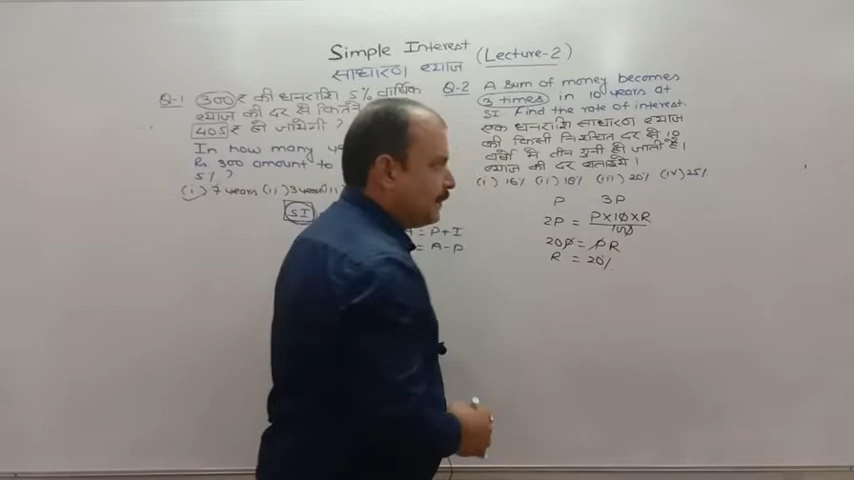 Simple Interest (Lecture-2)
साधारण ब्याज
Q-1 300₹ की धनराशि 5% वार्षिक
ब्याज की दर से कितने
405₹ हो जायेगी ?
In how many
Rs 300 amount to
5% ?
(i) 7 years (ii) 3 years
SI
= P+I
= A-P
Q-2 A sum of money becomes
3 times in 10 years at
SI. Find the rate of interest.
एक धनराशि साधारण ब्याज
की किसी निश्चित दर से 10
वर्षो में तीन गुनी हो जाती है।
ब्याज की दर बताइये।
(i) 16% (ii) 18% (iii) 20% (iv) 25%
P 3P
2P = P×10×R
100
20P = PR
R = 20%